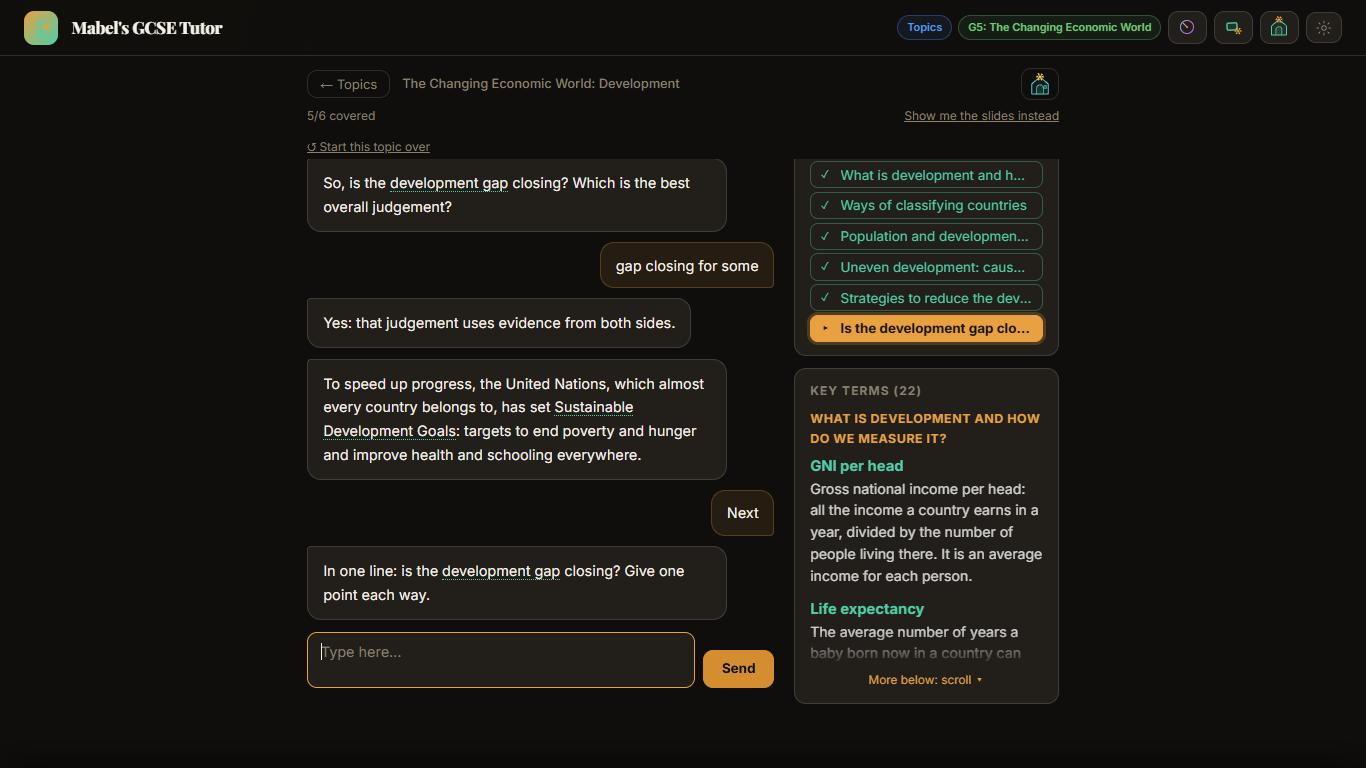 Mabel's GCSE Tutor
Topics
G5: The Changing Economic World
← Topics
The Changing Economic World: Development
5/6 covered
Show me the slides instead
↺ Start this topic over
So, is the development gap closing? Which is the best
overall judgement?
gap closing for some
Yes: that judgement uses evidence from both sides.
To speed up progress, the United Nations, which almost
every country belongs to, has set Sustainable
Development Goals: targets to end poverty and hunger
and improve health and schooling everywhere.
Next
In one line: is the development gap closing? Give one
point each way.
Type here...
Send
✓ What is development and h...
✓ Ways of classifying countries
✓ Population and developmen...
✓ Uneven development: caus...
✓ Strategies to reduce the dev...
▸ Is the development gap clo...
KEY TERMS (22)
WHAT IS DEVELOPMENT AND HOW
DO WE MEASURE IT?
GNI per head
Gross national income per head:
all the income a country earns in a
year, divided by the number of
people living there. It is an average
income for each person.
Life expectancy
The average number of years a
baby born now in a country can
More below: scroll ▾